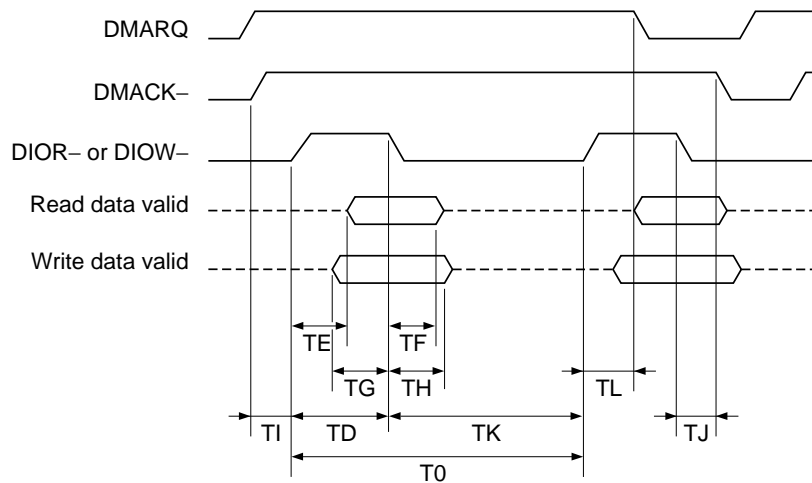 DMARQ
DMACK−
DIOR− or DIOW−
Read data valid
Write data valid
TE TF
TG TH TL
TI TD TK TJ
T0